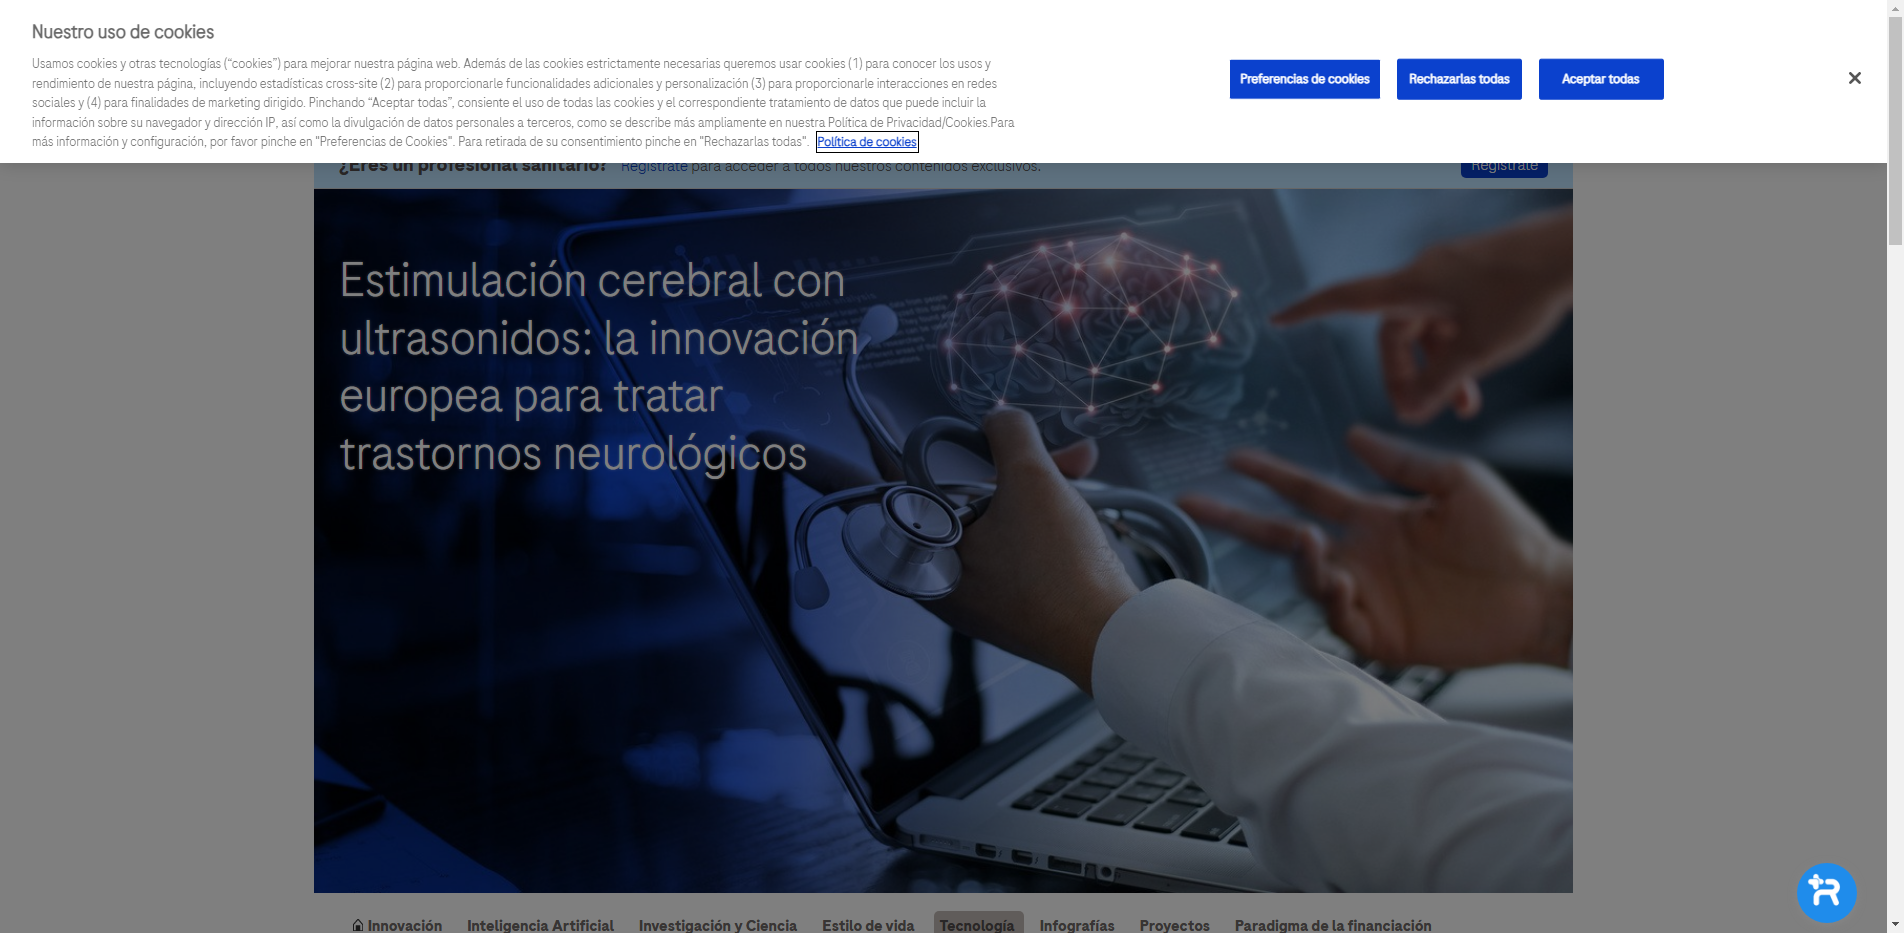 Nuestro uso de cookies
Usamos cookies y otras tecnologías (“cookies”) para mejorar nuestra página web. Además de las cookies estrictamente necesarias queremos usar cookies (1) para conocer los usos y
rendimiento de nuestra página, incluyendo estadísticas cross-site (2) para proporcionarle funcionalidades adicionales y personalización (3) para proporcionarle interacciones en redes
sociales y (4) para finalidades de marketing dirigido. Pinchando “Aceptar todas”, consiente el uso de todas las cookies y el correspondiente tratamiento de datos que puede incluir la
información sobre su navegador y dirección IP, así como la divulgación de datos personales a terceros, como se describe más ampliamente en nuestra Política de Privacidad/Cookies.Para
más información y configuración, por favor pinche en "Preferencias de Cookies". Para retirada de su consentimiento pinche en "Rechazarlas todas". Política de cookies
Preferencias de cookies Rechazarlas todas Aceptar todas
¿Eres un profesional sanitario? Regístrate para acceder a todos nuestros contenidos exclusivos. Regístrate
Estimulación cerebral con
ultrasonidos: la innovación
europea para tratar
trastornos neurológicos
Innovación Inteligencia Artificial Investigación y Ciencia Estilo de vida Tecnología Infografías Proyectos Paradigma de la financiación